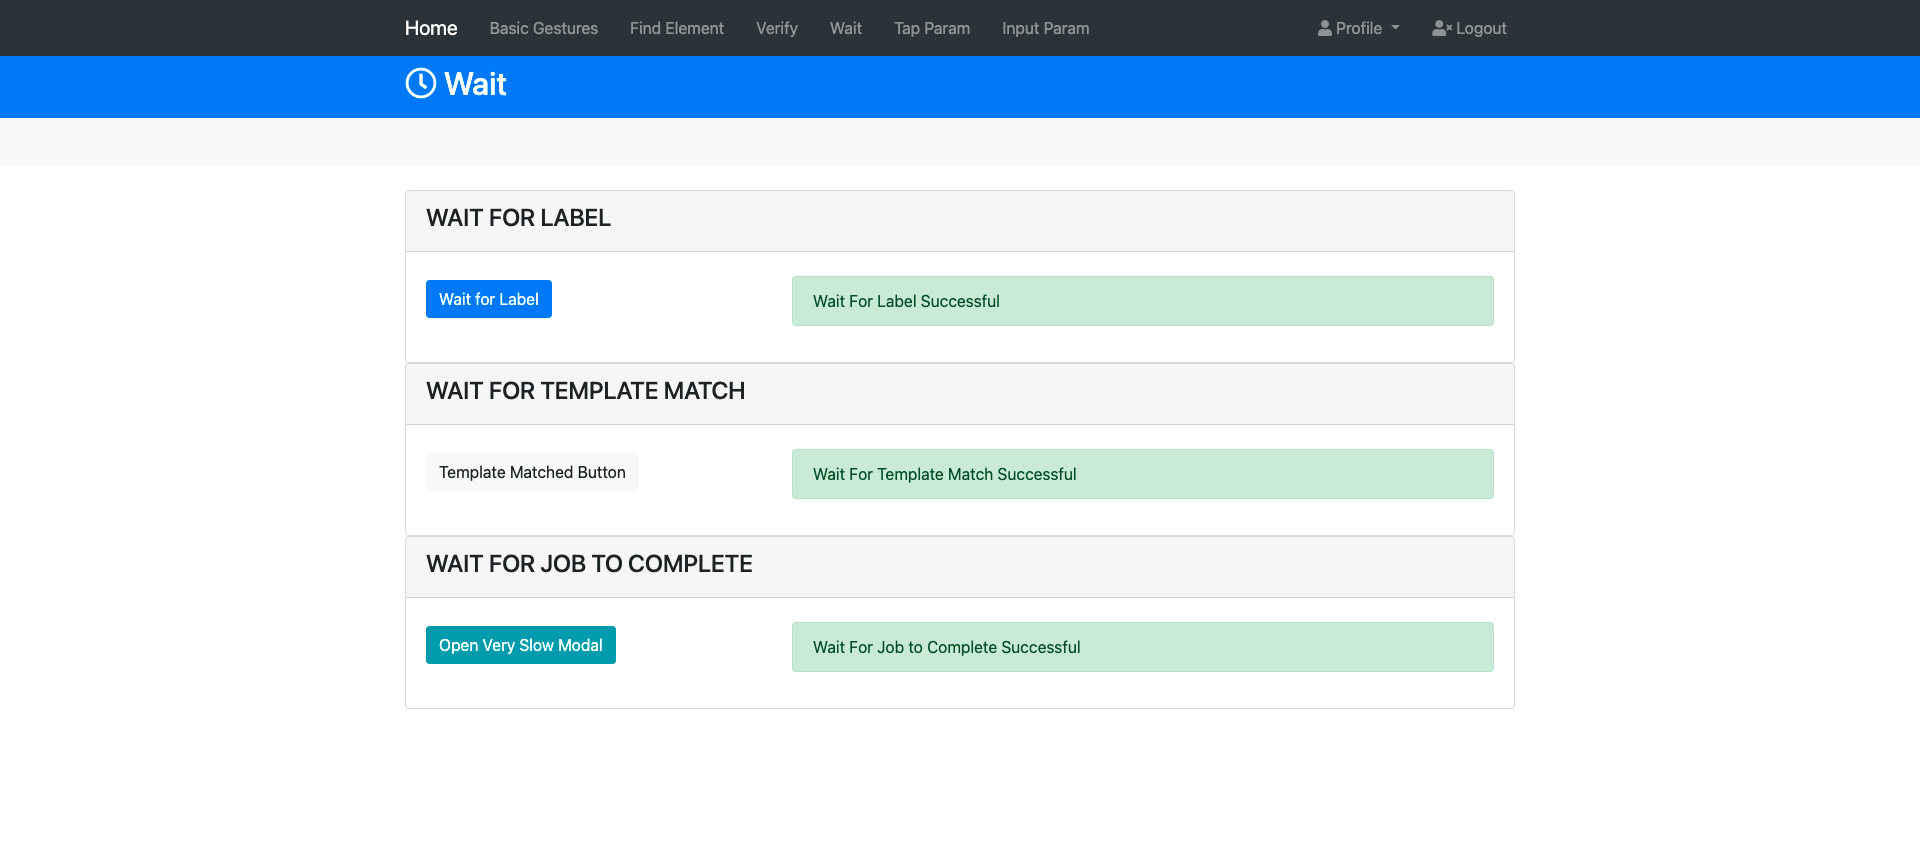 Home Basic Gestures Find Element Verify Wait Tap Param Input Param Profile Logout
Wait
WAIT FOR LABEL
Wait for Label Wait For Label Successful
WAIT FOR TEMPLATE MATCH
Template Matched Button Wait For Template Match Successful
WAIT FOR JOB TO COMPLETE
Open Very Slow Modal Wait For Job to Complete Successful